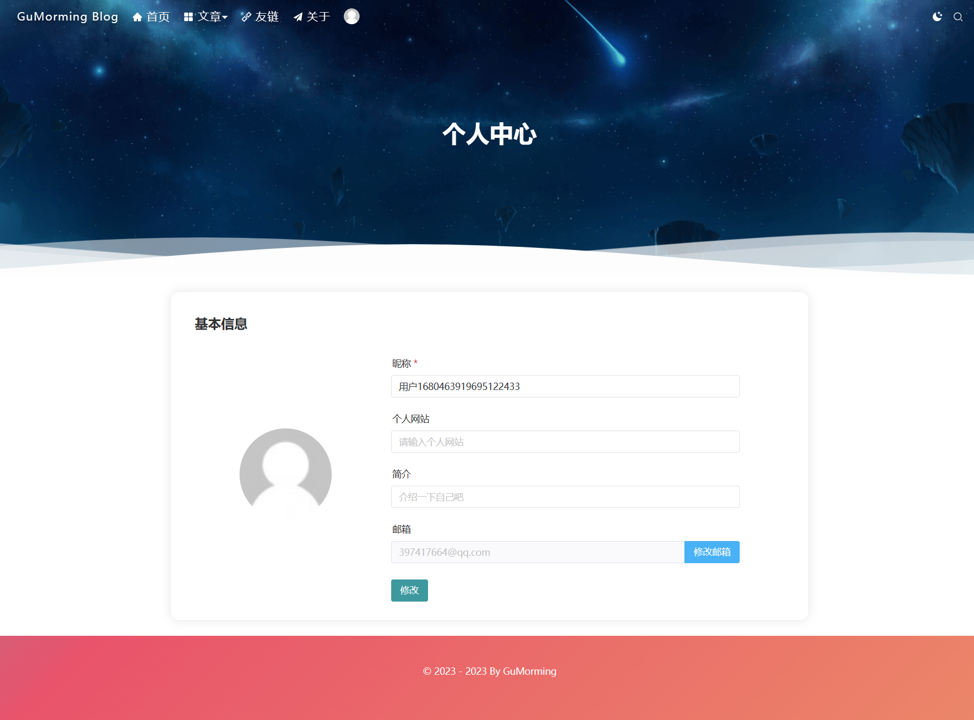 GuMorming Blog 首页 文章 友链 关于
个人中心
基本信息
昵称 *
用户1680463919695122433
个人网站
请输入个人网站
简介
介绍一下自己吧
邮箱
397417664@qq.com 修改邮箱
修改
© 2023 - 2023 By GuMorming